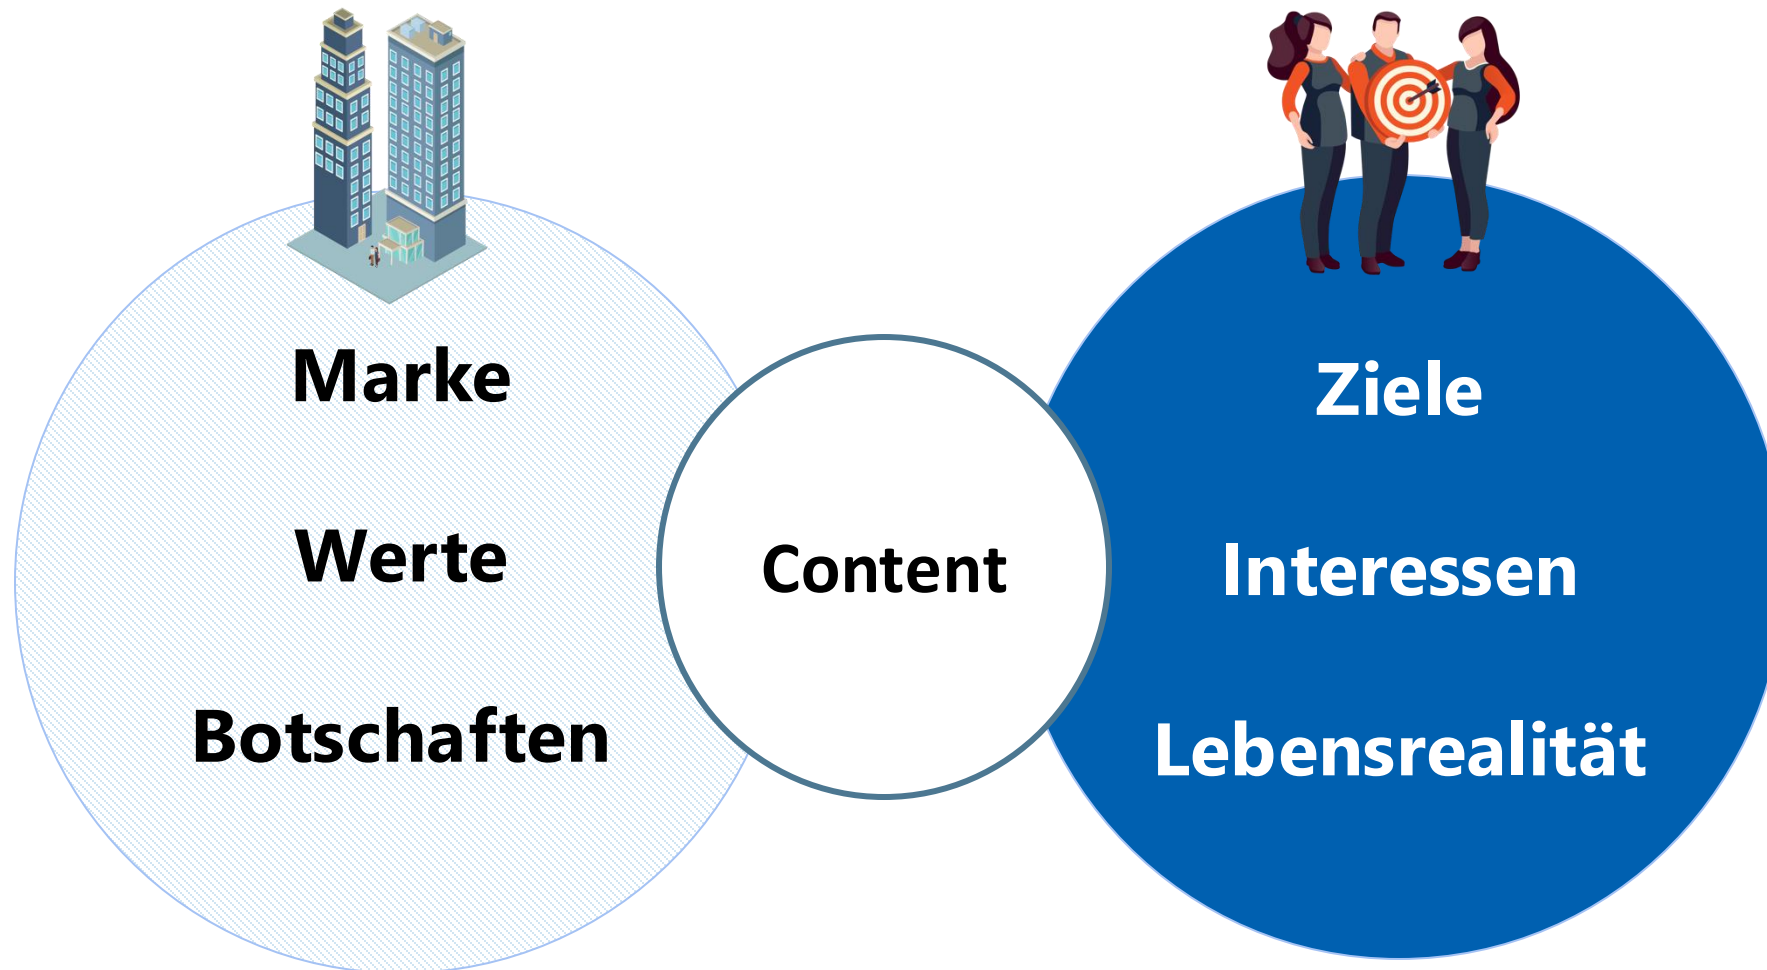 Marke
Werte
Botschaften
Content
Ziele
Interessen
Lebensrealität